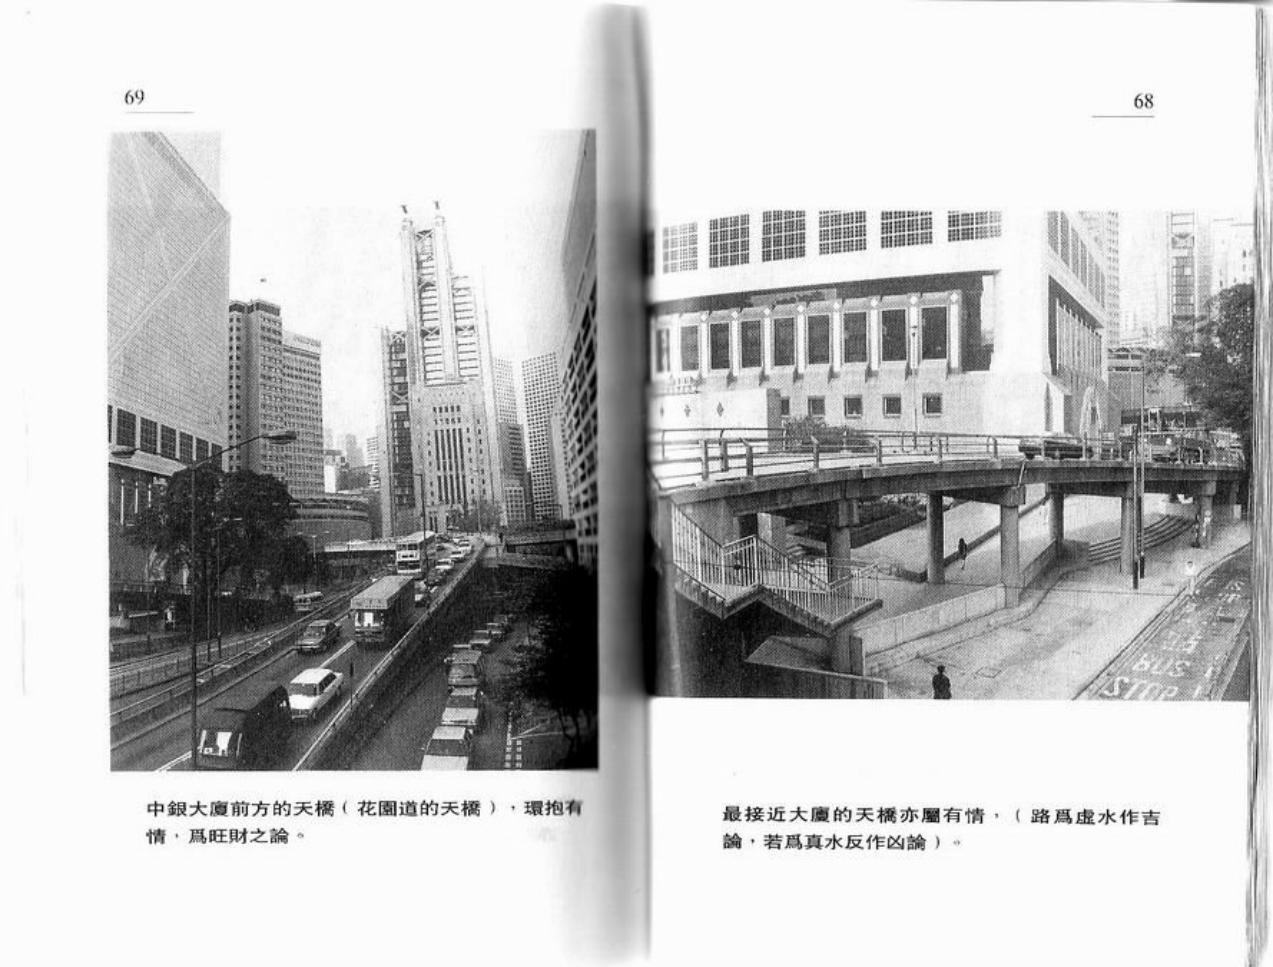 68
BUS
STOP
最接近大廈的天橋亦屬有情，（路爲虛水作吉
論，若爲真水反作凶論）。
69
HILTON
中銀大廈前方的天橋（花園道的天橋），環抱有
情，爲旺財之論。